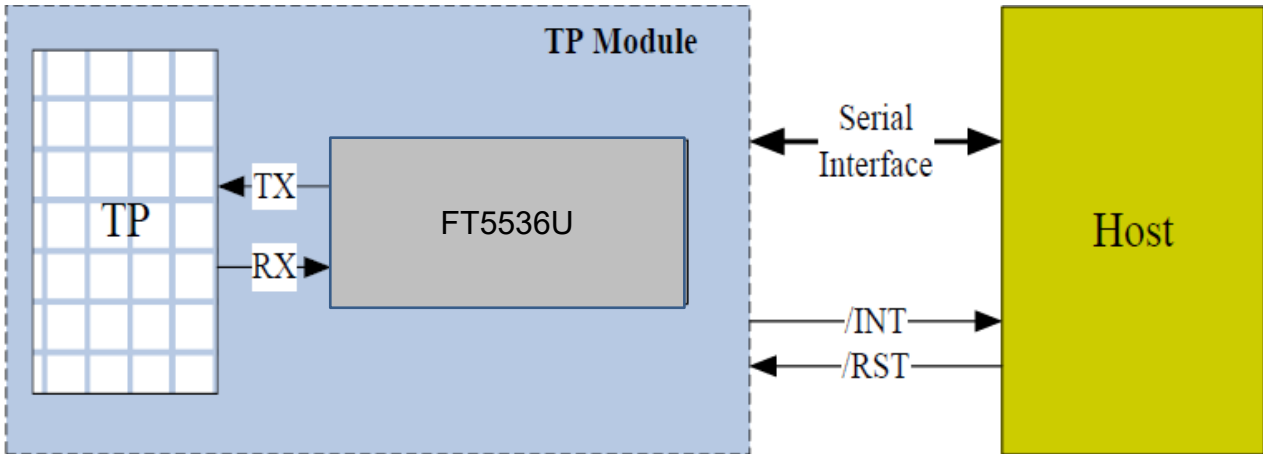 TP Module
TP
TX
RX
FT5536U
Serial
Interface
/INT
/RST
Host